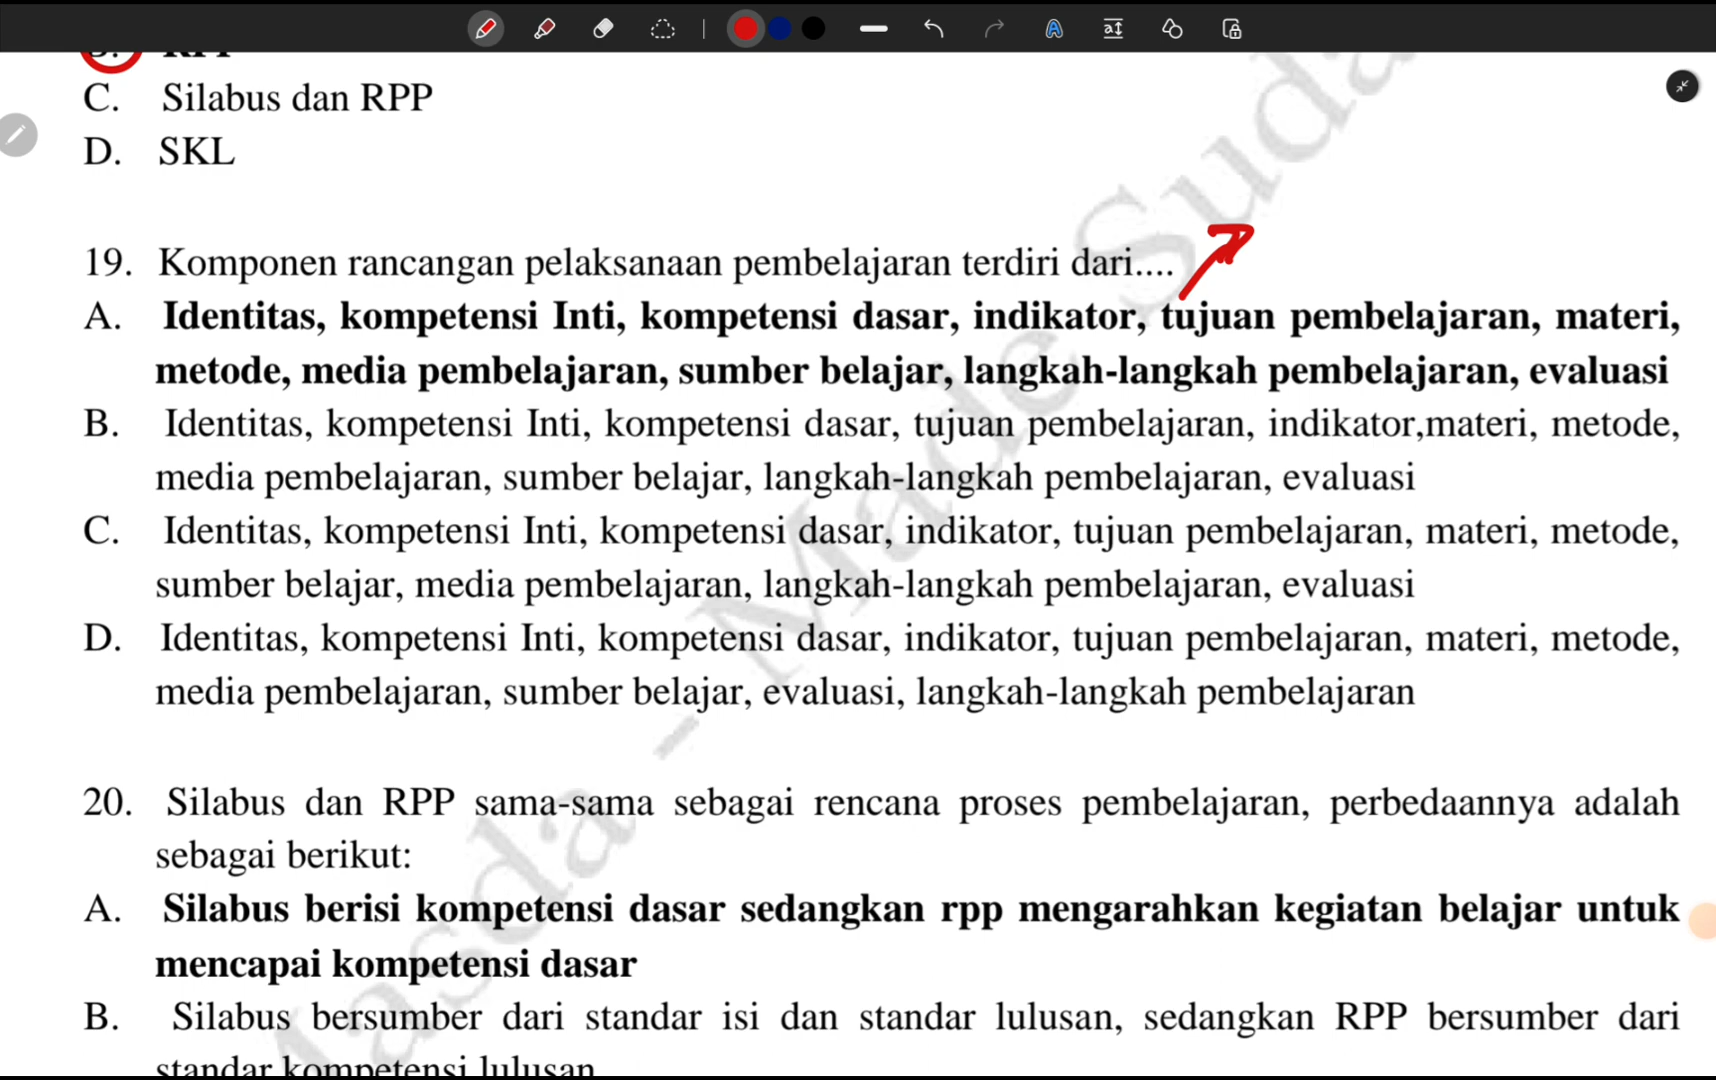 C. Silabus dan RPP
D. SKL
19. Komponen rancangan pelaksanaan pembelajaran terdiri dari....
A. Identitas, kompetensi Inti, kompetensi dasar, indikator, tujuan pembelajaran, materi,
metode, media pembelajaran, sumber belajar, langkah-langkah pembelajaran, evaluasi
B. Identitas, kompetensi Inti, kompetensi dasar, tujuan pembelajaran, indikator,materi, metode,
media pembelajaran, sumber belajar, langkah-langkah pembelajaran, evaluasi
C. Identitas, kompetensi Inti, kompetensi dasar, indikator, tujuan pembelajaran, materi, metode,
sumber belajar, media pembelajaran, langkah-langkah pembelajaran, evaluasi
D. Identitas, kompetensi Inti, kompetensi dasar, indikator, tujuan pembelajaran, materi, metode,
media pembelajaran, sumber belajar, evaluasi, langkah-langkah pembelajaran
20. Silabus dan RPP sama-sama sebagai rencana proses pembelajaran, perbedaannya adalah
sebagai berikut:
A. Silabus berisi kompetensi dasar sedangkan rpp mengarahkan kegiatan belajar untuk
mencapai kompetensi dasar
B. Silabus bersumber dari standar isi dan standar lulusan, sedangkan RPP bersumber dari
standar kompetensi lulusan